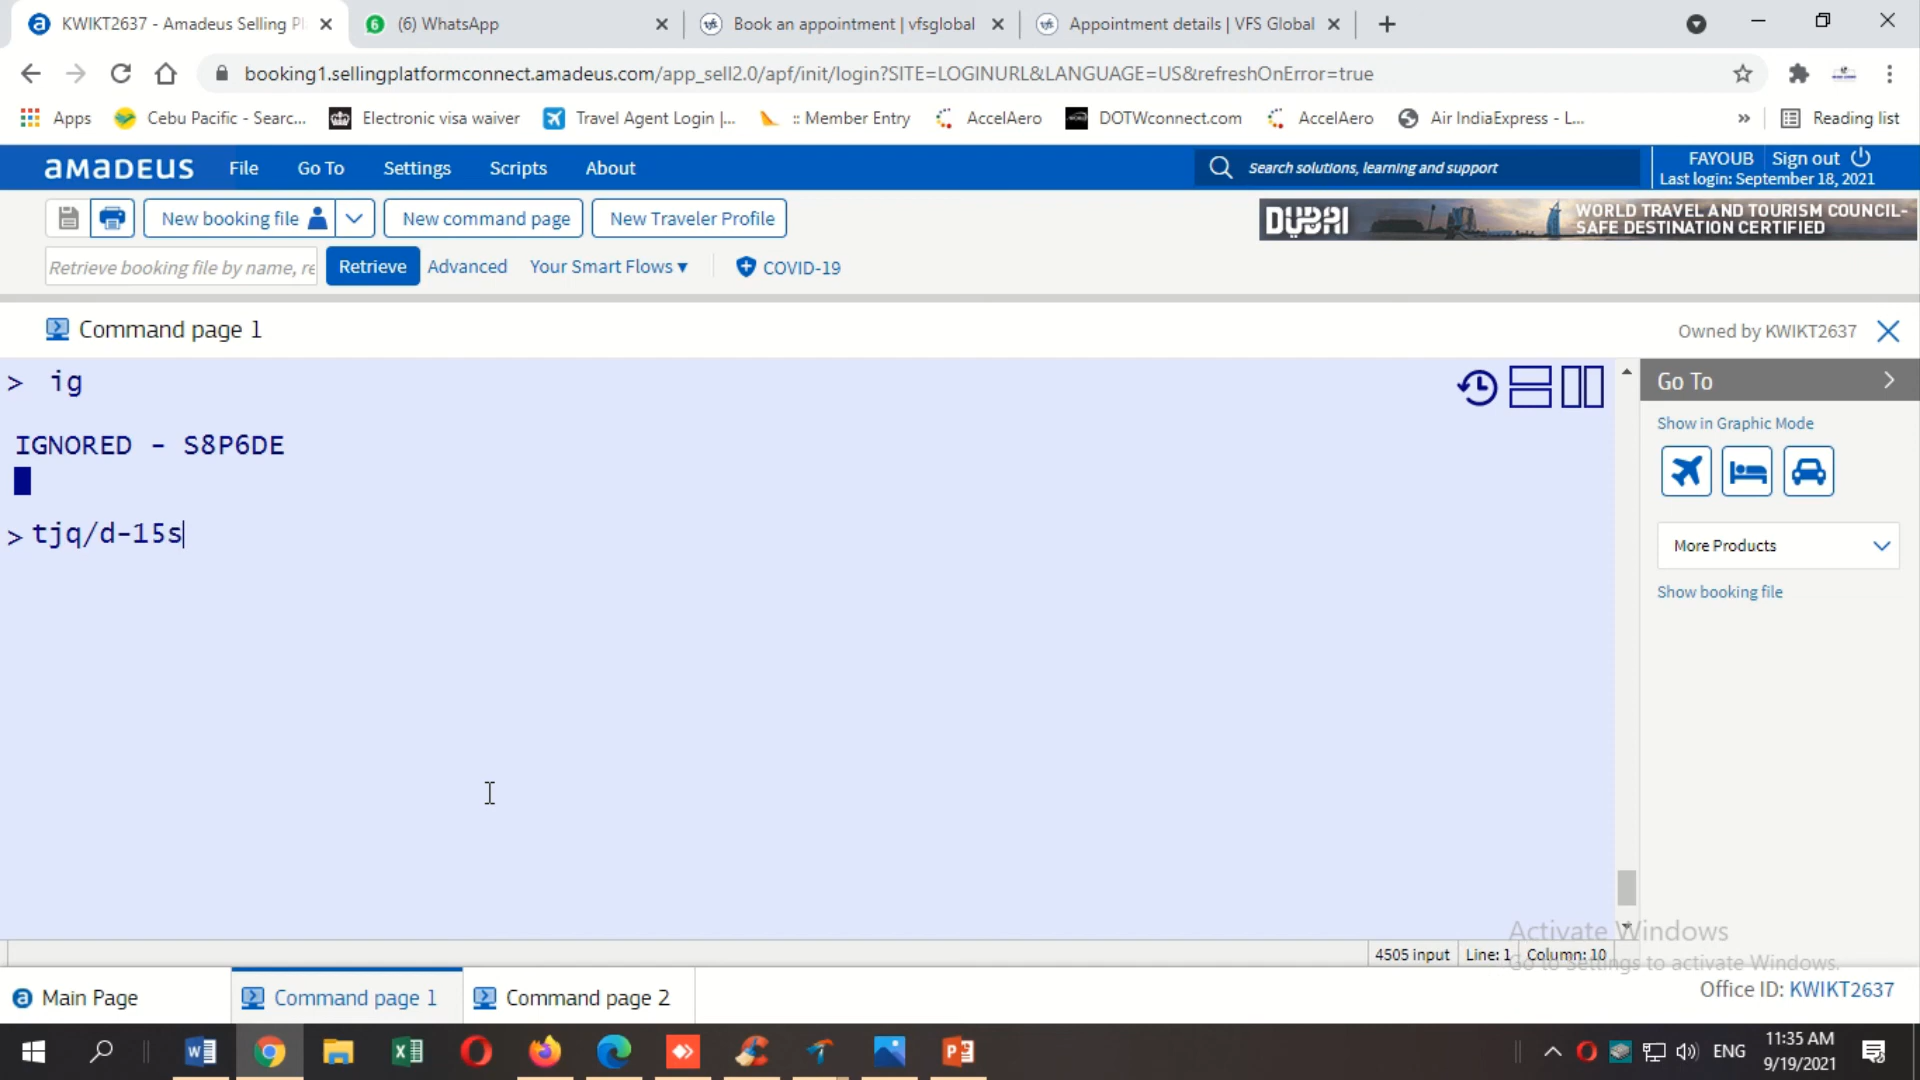 KWIKT2637 - Amadeus Selling Pl
(6) WhatsApp
Book an appointment | vfsglobal
Appointment details | VFS Global
booking1.sellingplatformconnect.amadeus.com/app_sell2.0/apf/init/login?SITE=LOGINURL&LANGUAGE=US&refreshOnError=true
Apps
Cebu Pacific - Searc...
Electronic visa waiver
Travel Agent Login |...
:: Member Entry
AccelAero
DOTWconnect.com
AccelAero
Air IndiaExpress - L...
»
Reading list
amadeus
File
Go To
Settings
Scripts
About
Search solutions, learning and support
FAYOUB Sign out
Last login: September 18, 2021
New booking file
New command page
New Traveler Profile
DUBAI
WORLD TRAVEL AND TOURISM COUNCIL-
SAFE DESTINATION CERTIFIED
Retrieve booking file by name, re
Retrieve
Advanced
Your Smart Flows
COVID-19
Command page 1
Owned by KWIKT2637
> ig
IGNORED - S8P6DE
>tjq/d-15s
Go To
Show in Graphic Mode
More Products
Show booking file
Activate Windows
Go to Settings to activate Windows.
4505 input
Line: 1
Column: 10
Main Page
Command page 1
Command page 2
Office ID: KWIKT2637
ENG
11:35 AM
9/19/2021